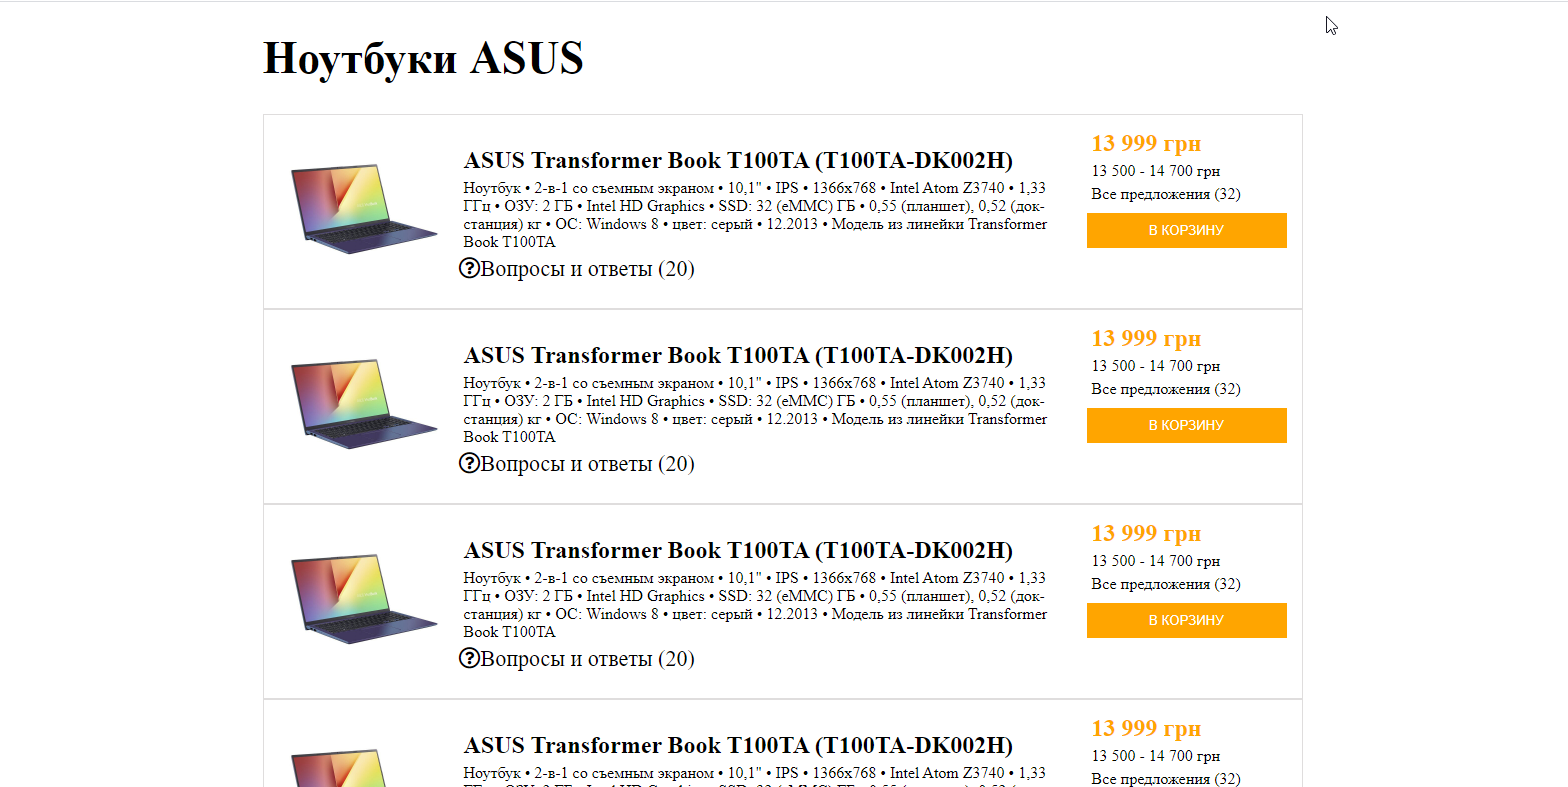 Ноутбуки ASUS
ASUS Transformer Book T100TA (T100TA-DK002H)
Ноутбук • 2-в-1 со съемным экраном • 10,1" • IPS • 1366x768 • Intel Atom Z3740 • 1,33
ГГц • ОЗУ: 2 ГБ • Intel HD Graphics • SSD: 32 (eMMC) ГБ • 0,55 (планшет), 0,52 (док-
станция) кг • ОС: Windows 8 • цвет: серый • 12.2013 • Модель из линейки Transformer
Book T100TA
Вопросы и ответы (20)
13 999 грн
13 500 - 14 700 грн
Все предложения (32)
В КОРЗИНУ
ASUS Transformer Book T100TA (T100TA-DK002H)
Ноутбук • 2-в-1 со съемным экраном • 10,1" • IPS • 1366x768 • Intel Atom Z3740 • 1,33
ГГц • ОЗУ: 2 ГБ • Intel HD Graphics • SSD: 32 (eMMC) ГБ • 0,55 (планшет), 0,52 (док-
станция) кг • ОС: Windows 8 • цвет: серый • 12.2013 • Модель из линейки Transformer
Book T100TA
Вопросы и ответы (20)
13 999 грн
13 500 - 14 700 грн
Все предложения (32)
В КОРЗИНУ
ASUS Transformer Book T100TA (T100TA-DK002H)
Ноутбук • 2-в-1 со съемным экраном • 10,1" • IPS • 1366x768 • Intel Atom Z3740 • 1,33
ГГц • ОЗУ: 2 ГБ • Intel HD Graphics • SSD: 32 (eMMC) ГБ • 0,55 (планшет), 0,52 (док-
станция) кг • ОС: Windows 8 • цвет: серый • 12.2013 • Модель из линейки Transformer
Book T100TA
Вопросы и ответы (20)
13 999 грн
13 500 - 14 700 грн
Все предложения (32)
В КОРЗИНУ
ASUS Transformer Book T100TA (T100TA-DK002H)
Ноутбук • 2-в-1 со съемным экраном • 10,1" • IPS • 1366x768 • Intel Atom Z3740 • 1,33
13 999 грн
13 500 - 14 700 грн
Все предложения (32)